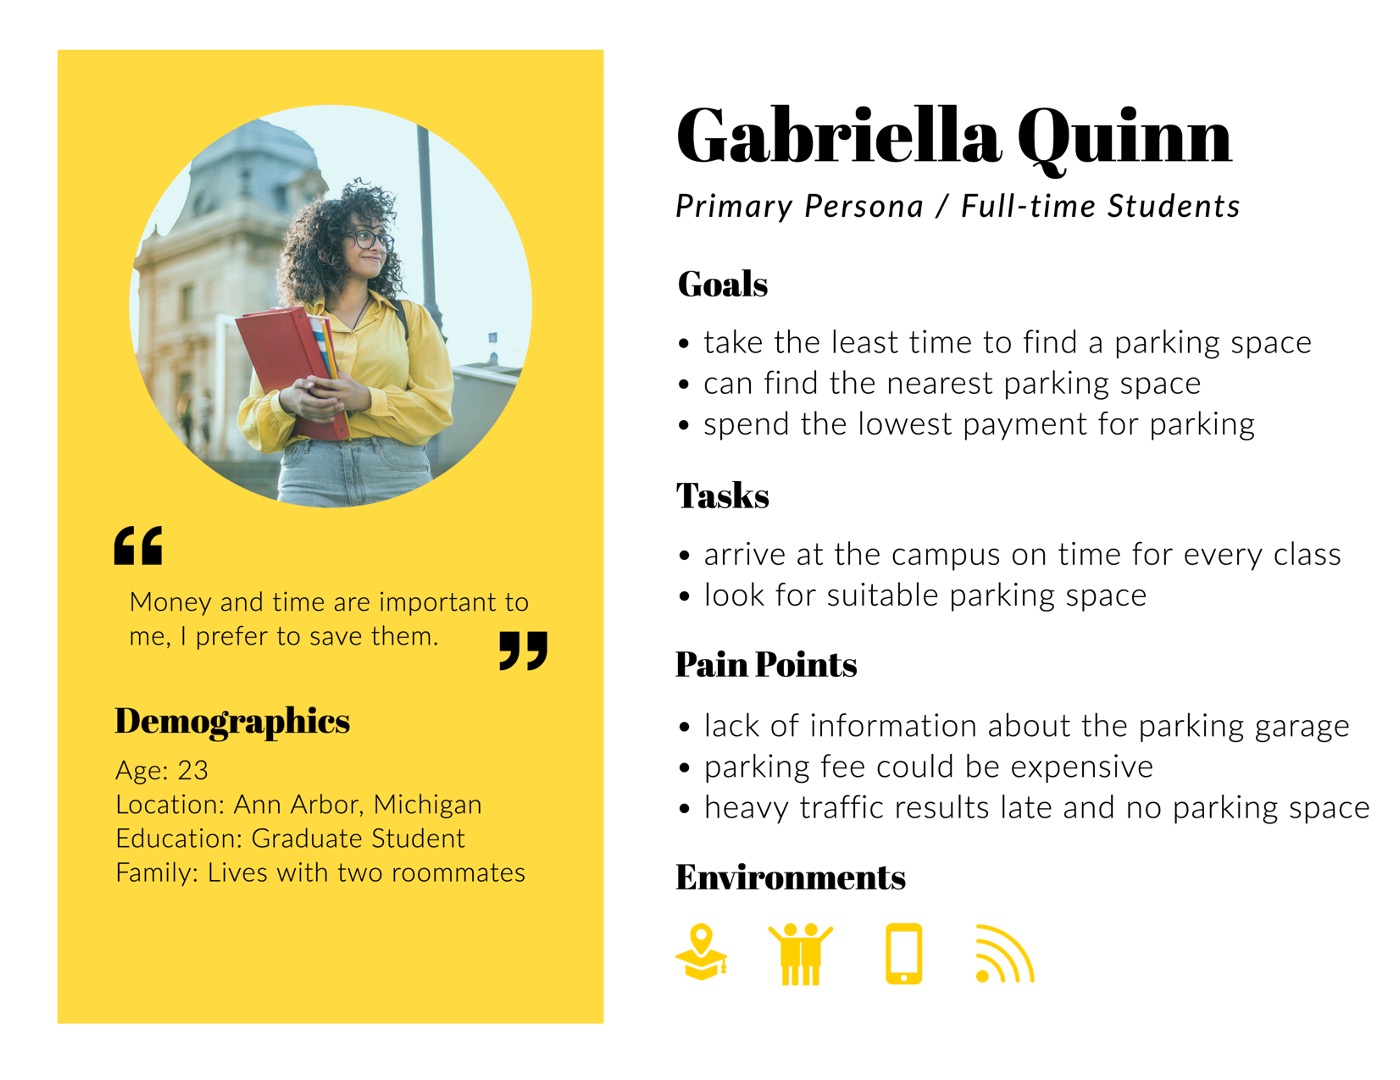 Gabriella Quinn
Primary Persona / Full-time Students
“
Money and time are important to
me, I prefer to save them.
”
Demographics
Age: 23
Location: Ann Arbor, Michigan
Education: Graduate Student
Family: Lives with two roommates
Goals
• take the least time to find a parking space
• can find the nearest parking space
• spend the lowest payment for parking
Tasks
• arrive at the campus on time for every class
• look for suitable parking space
Pain Points
• lack of information about the parking garage
• parking fee could be expensive
• heavy traffic results late and no parking space
Environments